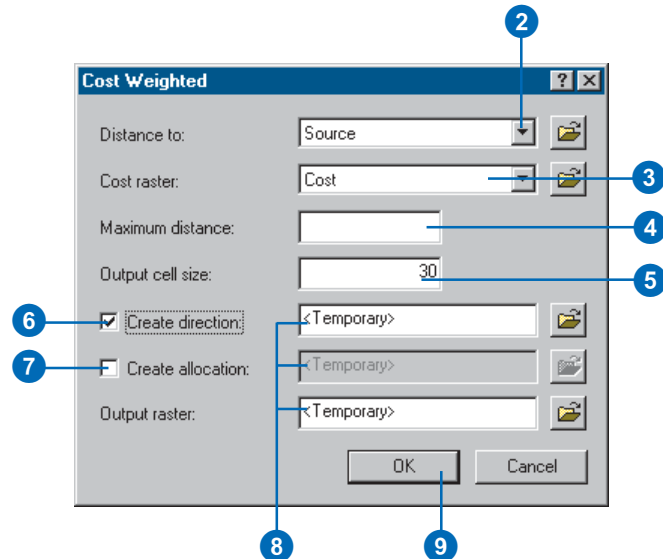 2
Cost Weighted ? ×
Distance to: Source
Cost raster: Cost 3
Maximum distance: 4
Output cell size: 30 5
6 Create direction: <Temporary>
7 Create allocation: <Temporary>
Output raster: <Temporary>
OK Cancel
8 9